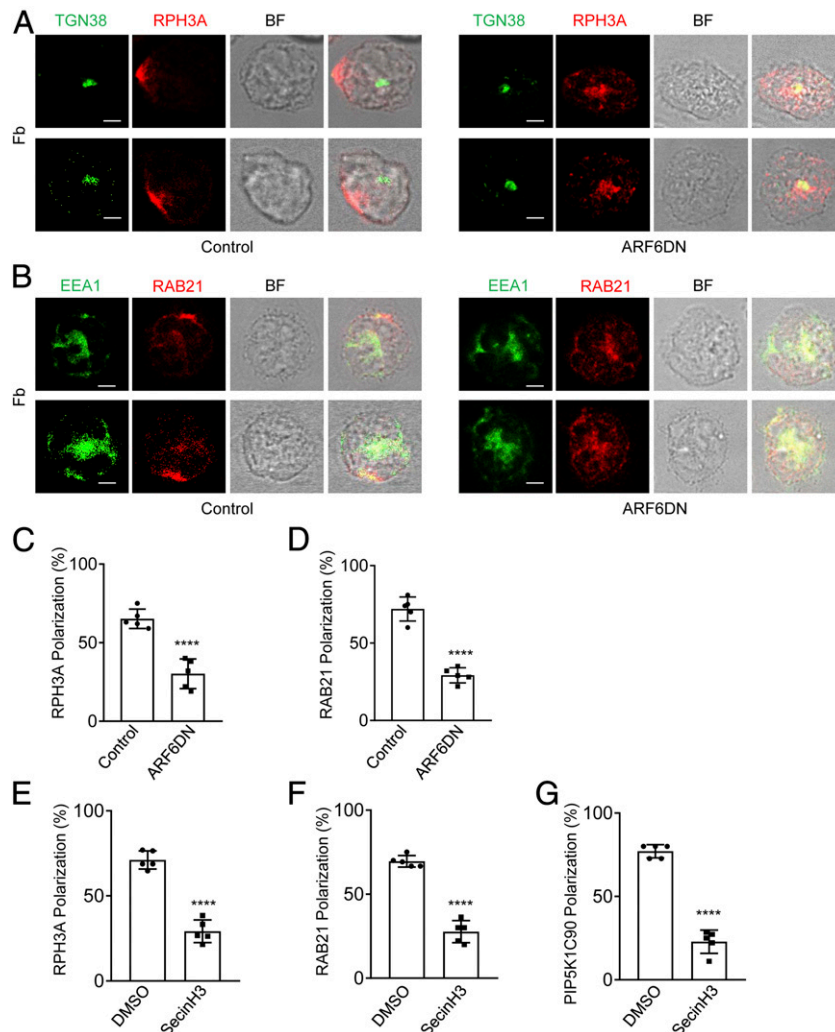 A
TGN38 RPH3A BF TGN38 RPH3A BF
Fb
Control ARF6DN
B
EEA1 RAB21 BF EEA1 RAB21 BF
Fb
Control ARF6DN
C
RPH3A Polarization (%)
100
50
0
****
Control ARF6DN
D
RAB21 Polarization (%)
100
50
0
****
Control ARF6DN
E
RPH3A Polarization (%)
100
50
0
****
DMSO SecinH3
F
RAB21 Polarization (%)
100
50
0
****
DMSO SecinH3
G
PIP5K1C90 Polarization (%)
100
50
0
****
DMSO SecinH3